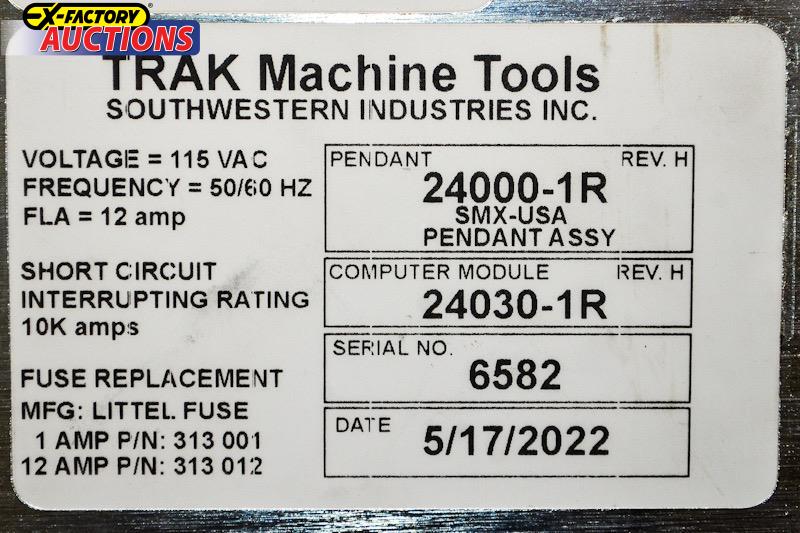 X-FACTORY
AUCTIONS
TRAK Machine Tools
SOUTHWESTERN INDUSTRIES INC.
VOLTAGE = 115 VAC
FREQUENCY = 50/60 HZ
FLA = 12 amp
SHORT CIRCUIT
INTERRUPTING RATING
10K amps
FUSE REPLACEMENT
MFG: LITTEL FUSE
1 AMP P/N: 313 001
12 AMP P/N: 313 012
PENDANT REV. H
24000-1R
SMX-USA
PENDANT ASSY
COMPUTER MODULE REV. H
24030-1R
SERIAL NO.
6582
DATE
5/17/2022